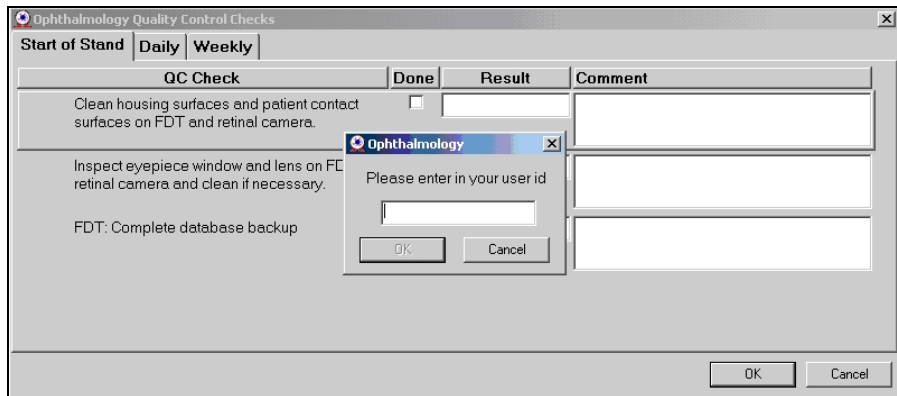 Ophthalmology Quality Control Checks
Start of Stand Daily Weekly
QC Check Done Result Comment
Clean housing surfaces and patient contact
surfaces on FDT and retinal camera.
Ophthalmology
Inspect eyepiece window and lens on FD
retinal camera and clean if necessary.
Please enter in your user id
FDT: Complete database backup
OK Cancel
OK Cancel